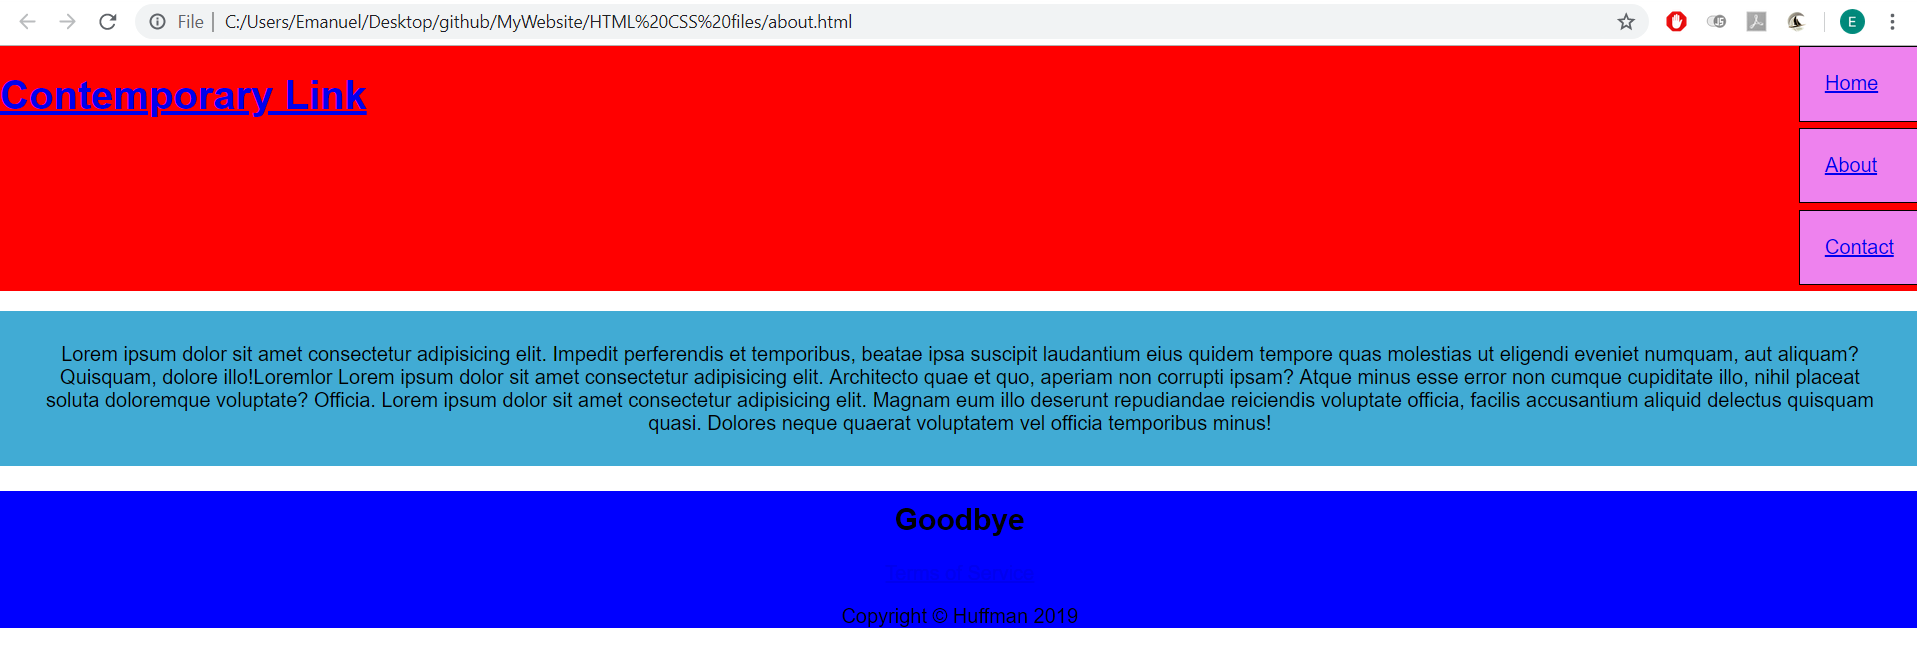 File | C:/Users/Emanuel/Desktop/github/MyWebsite/HTML%20CSS%20files/about.html
E
Contemporary Link
Home
About
Contact
Lorem ipsum dolor sit amet consectetur adipisicing elit. Impedit perferendis et temporibus, beatae ipsa suscipit laudantium eius quidem tempore quas molestias ut eligendi eveniet numquam, aut aliquam?
Quisquam, dolore illo!Loremlor Lorem ipsum dolor sit amet consectetur adipisicing elit. Architecto quae et quo, aperiam non corrupti ipsam? Atque minus esse error non cumque cupiditate illo, nihil placeat
soluta doloremque voluptate? Officia. Lorem ipsum dolor sit amet consectetur adipisicing elit. Magnam eum illo deserunt repudiandae reiciendis voluptate officia, facilis accusantium aliquid delectus quisquam
quasi. Dolores neque quaerat voluptatem vel officia temporibus minus!
Goodbye
Copyright © Huffman 2019